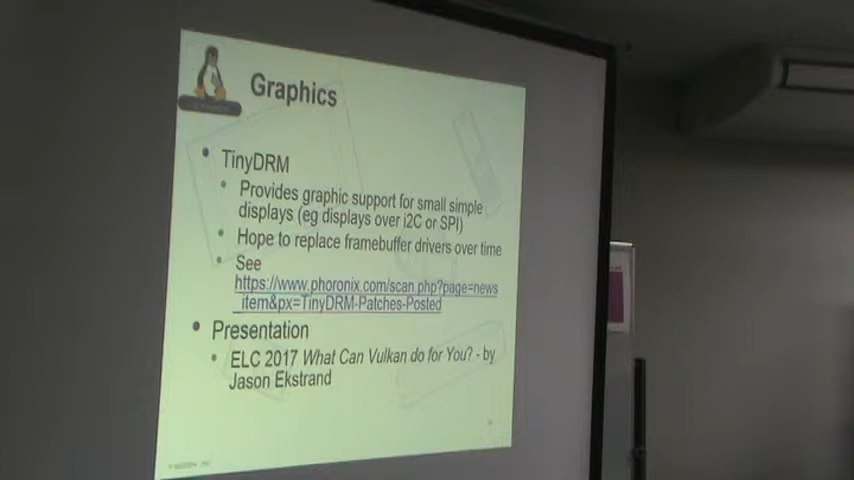 Graphics
TinyDRM
Provides graphic support for small simple
displays (eg displays over i2C or SPI)
Hope to replace framebuffer drivers over time
See
https://www.phoronix.com/scan.php?page=news
_item&px=TinyDRM-Patches-Posted
Presentation
ELC 2017 What Can Vulkan do for You? - by
Jason Ekstrand